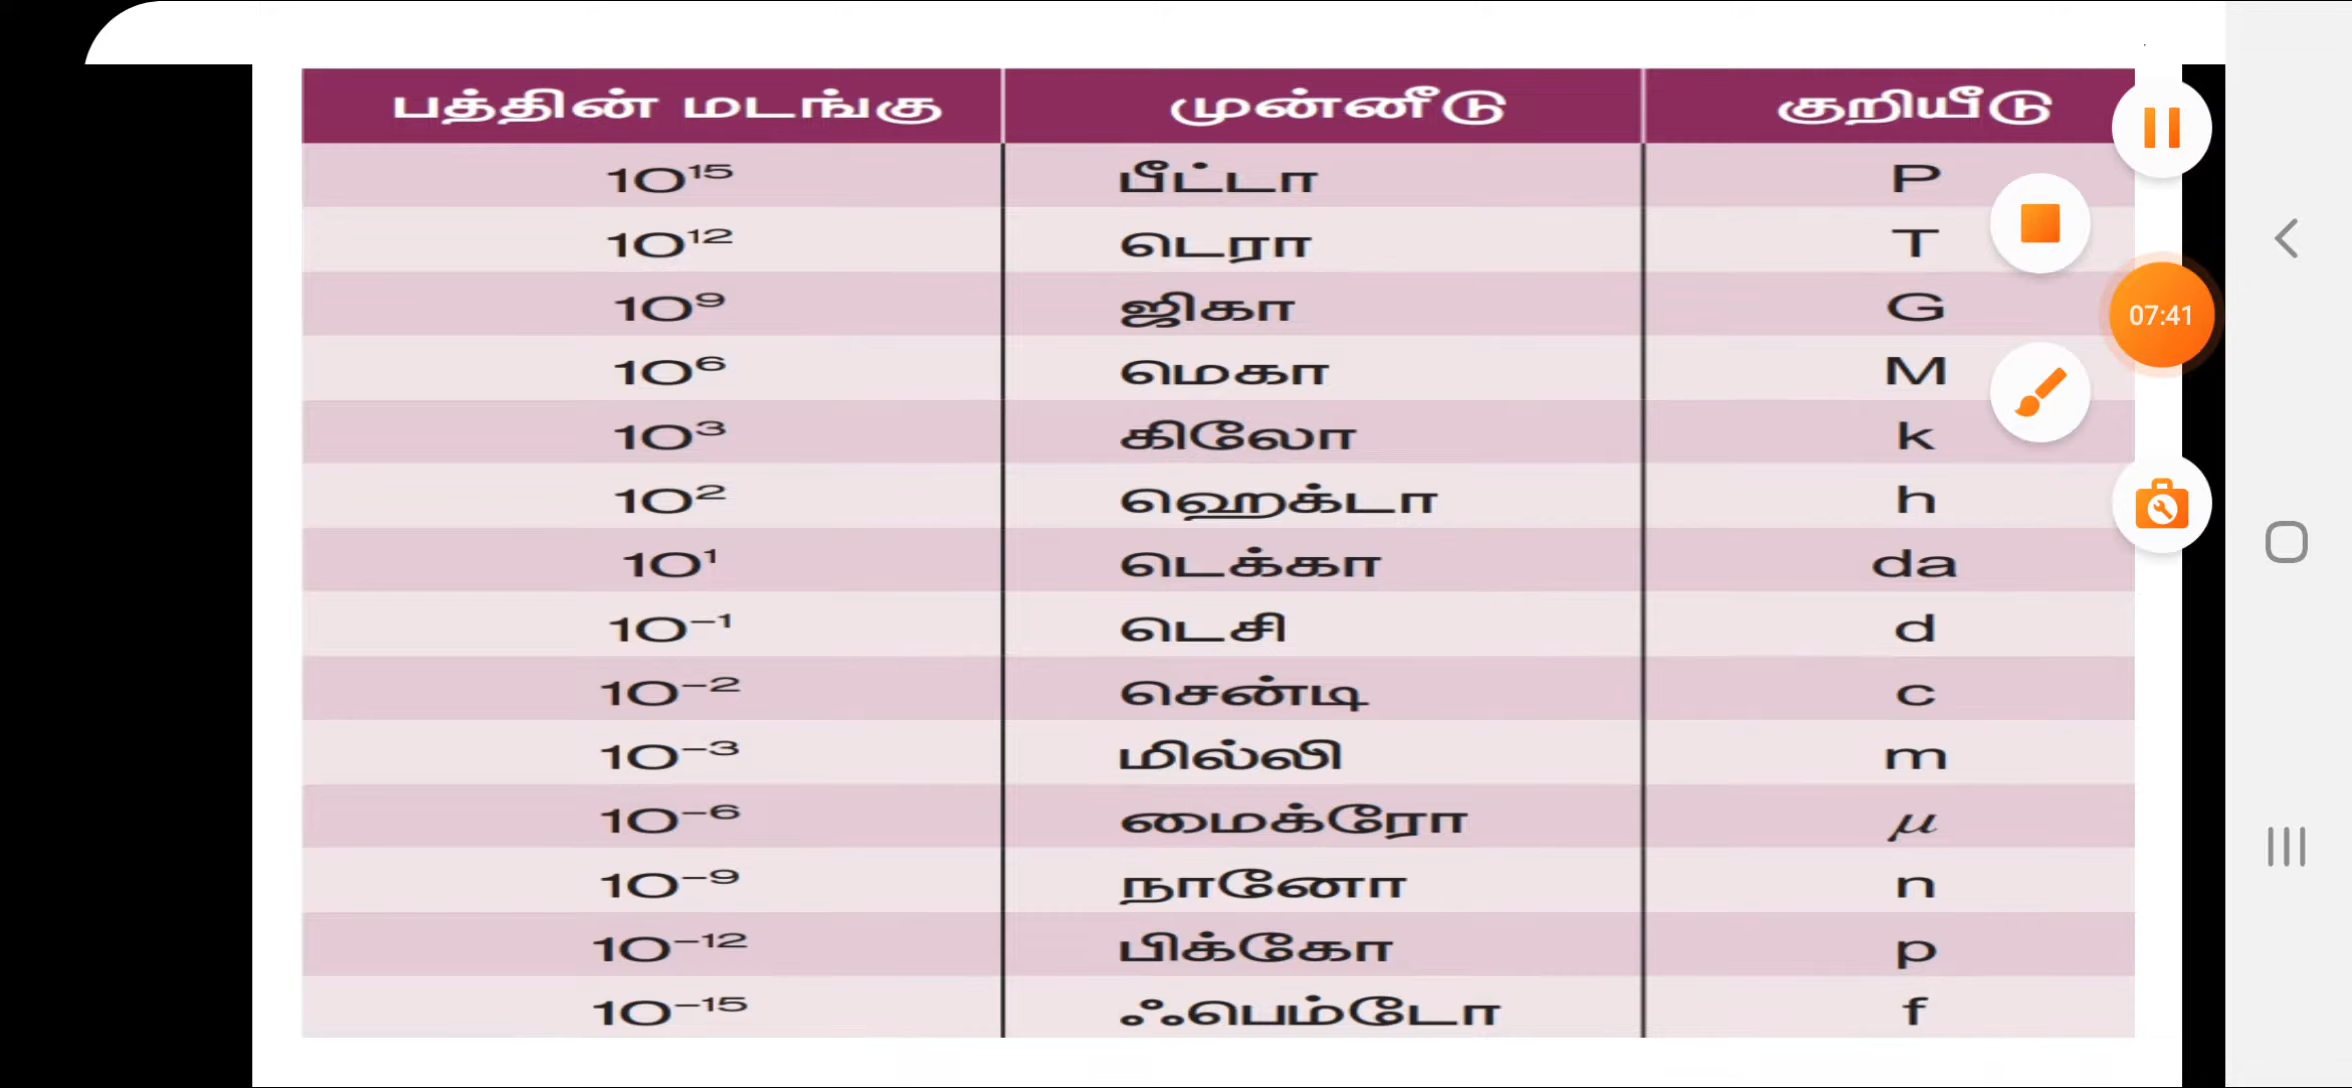 பத்தின் மடங்கு முன்னீடு குறியீடு
10¹⁵ பீட்டா P
10¹² டெரா T
10⁹ ஜிகா G
10⁶ மெகா M
10³ கிலோ k
10² ஹெக்டா h
10¹ டெக்கா da
10⁻¹ டெசி d
10⁻² சென்டி c
10⁻³ மில்லி m
10⁻⁶ மைக்ரோ μ
10⁻⁹ நானோ n
10⁻¹² பிக்கோ p
10⁻¹⁵ ஃபெம்டோ f
07:41